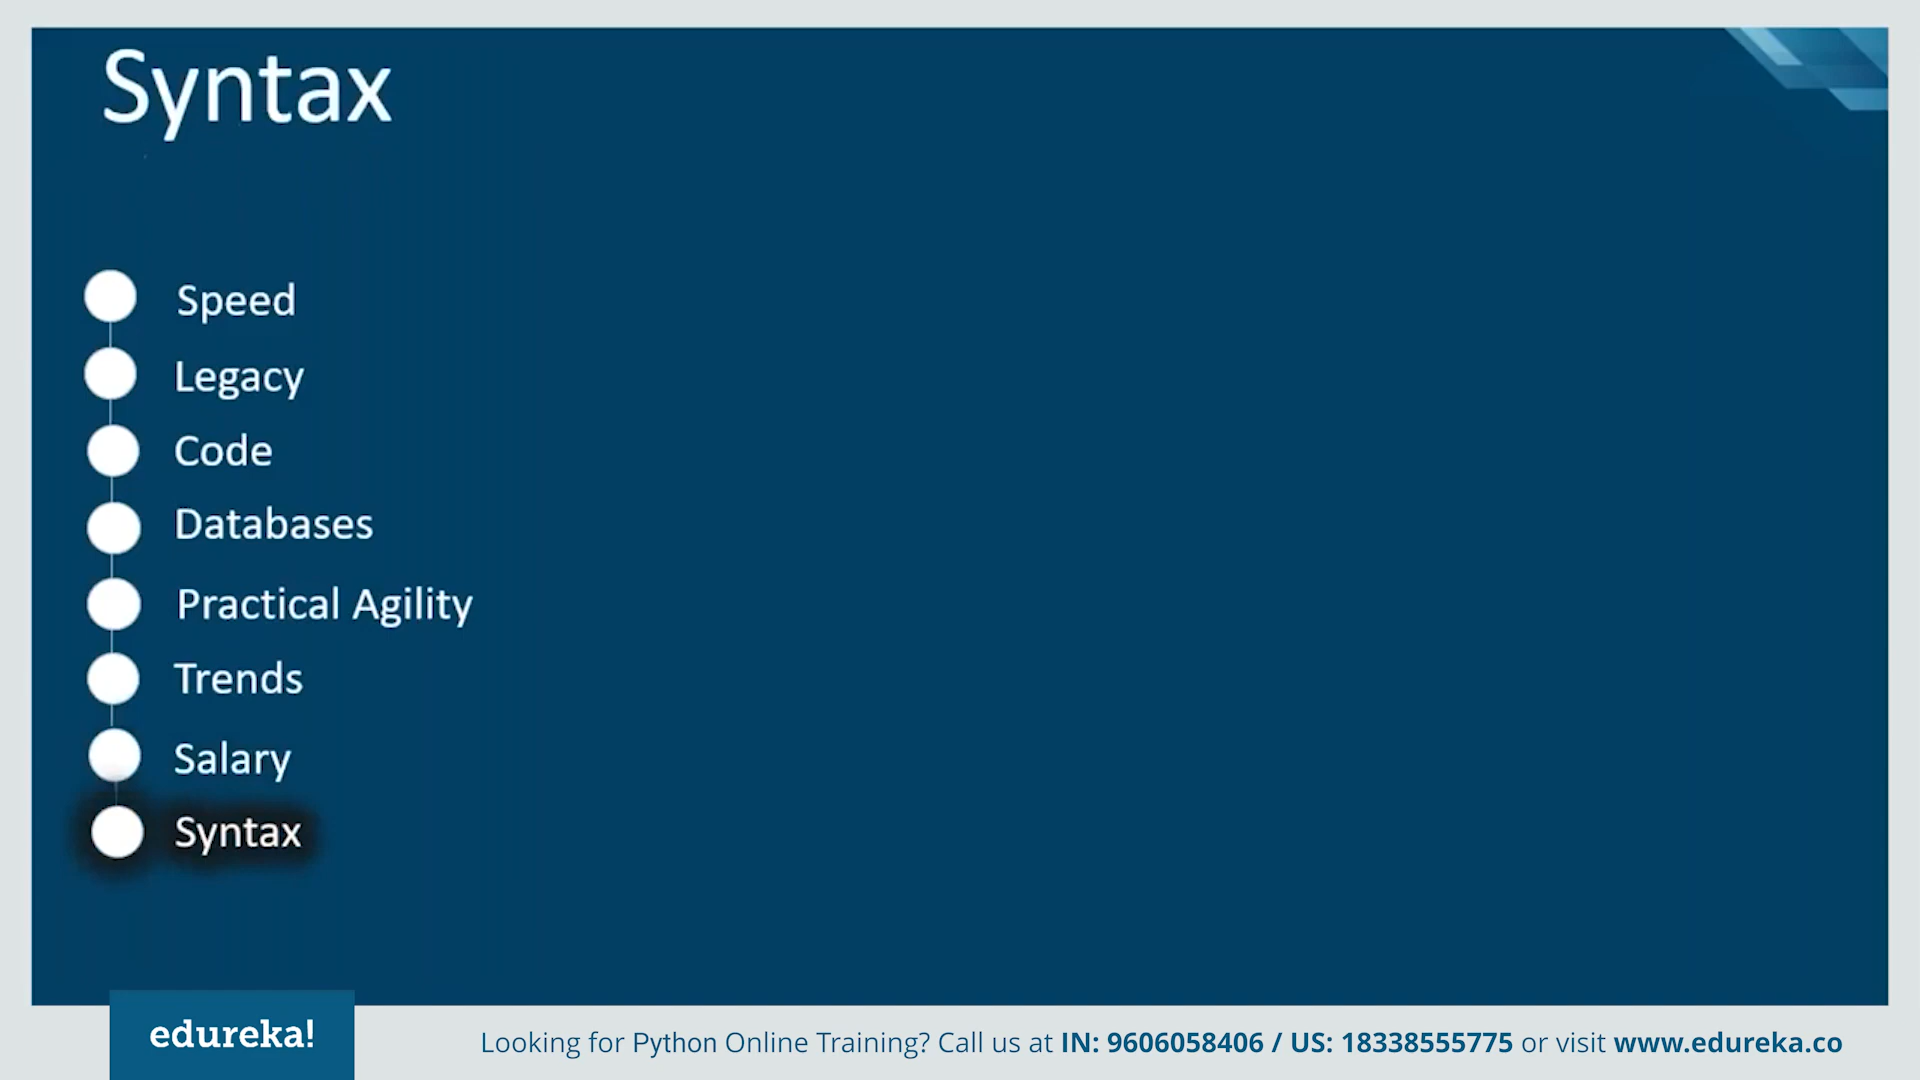 Syntax
Speed
Legacy
Code
Databases
Practical Agility
Trends
Salary
Syntax
edureka!
Looking for Python Online Training? Call us at IN: 9606058406 / US: 18338555775 or visit www.edureka.co